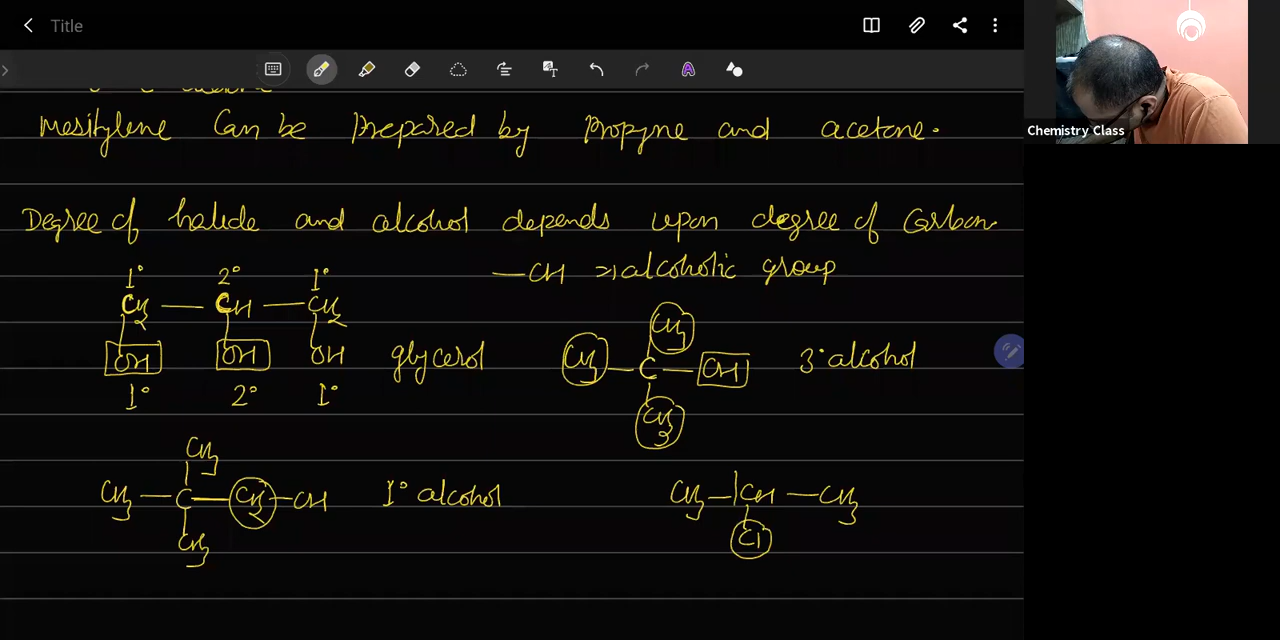 Title
Chemistry Class
Mesitylene can be prepared by propyne and acetone.
Degree of halide and alcohol depends upon degree of Carbon
—OH ⇒ alcoholic group
1° 2° 1°
CH2 — CH — CH2
OH OH OH glycerol
1° 2° 1°
CH3
CH3 — C — OH 3° alcohol
CH3
CH3
CH3 — C — CH2 — OH 1° alcohol
CH3
CH3 — CH — CH3
Cl